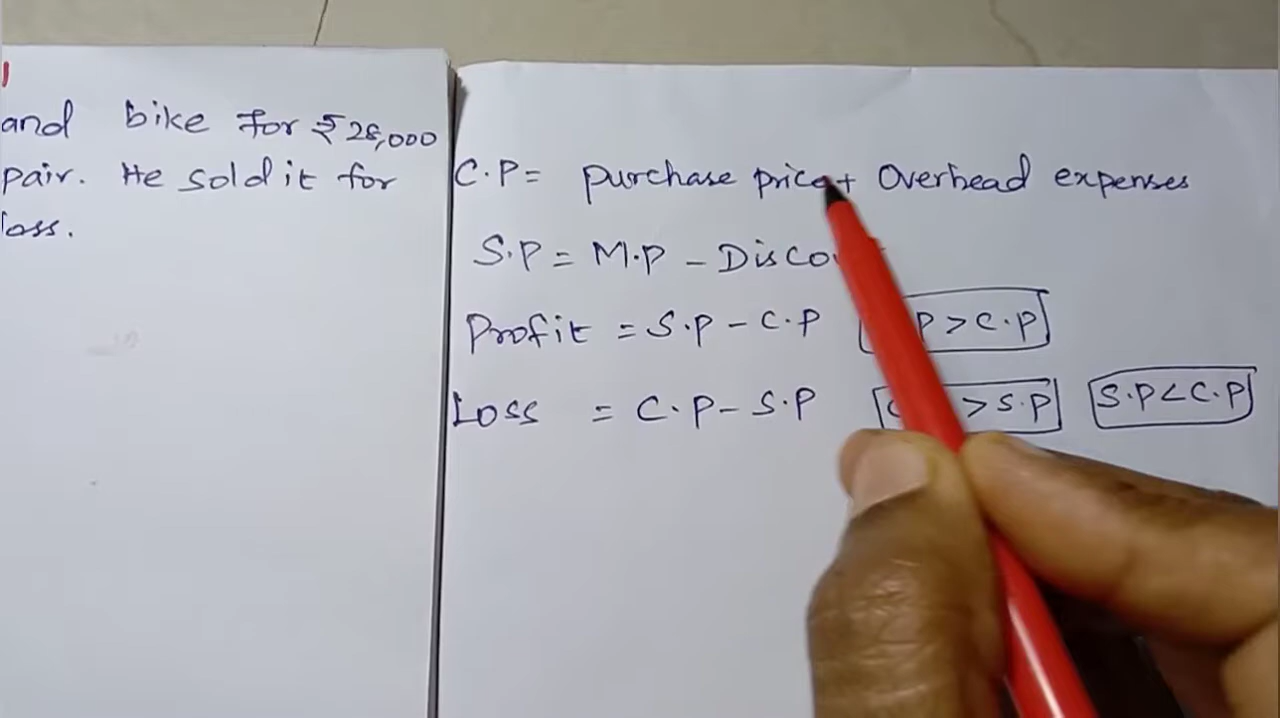 and bike for ₹28,000
pair. He sold it for
loss.
C.P = purchase price + Overhead expenses
S.P = M.P - Disco
Profit = S.P - C.P P > C.P
Loss = C.P - S.P > S.P S.P < C.P